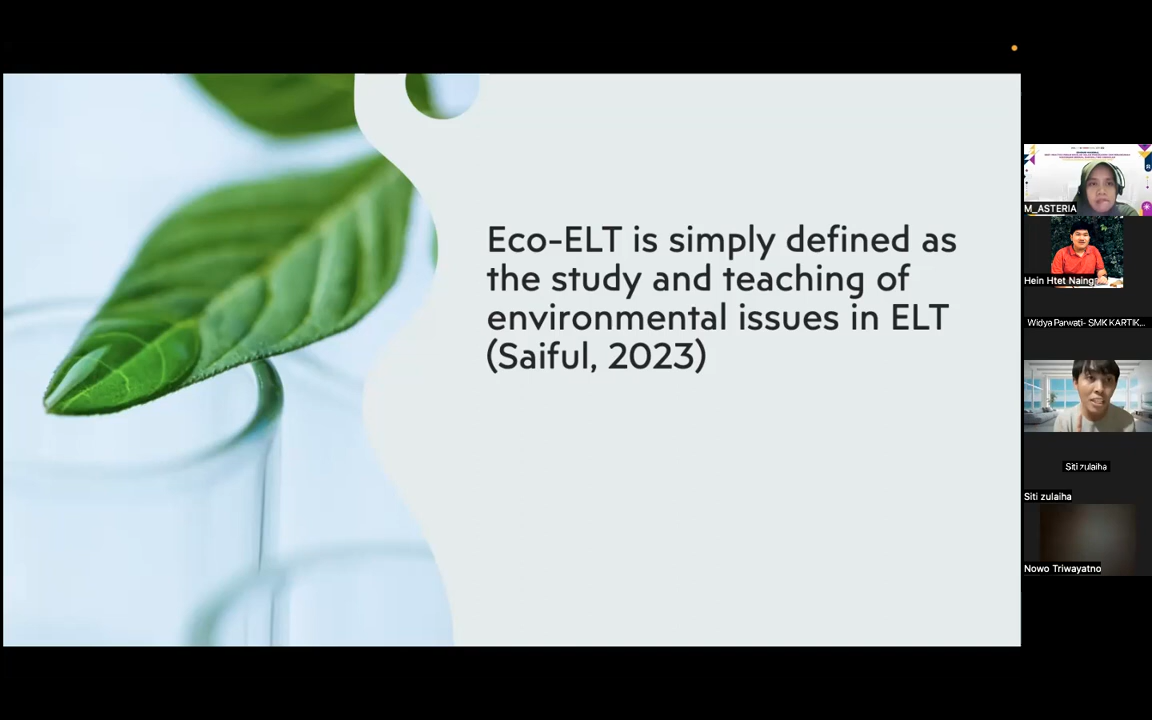 Eco-ELT is simply defined as
the study and teaching of
environmental issues in ELT
(Saiful, 2023)
M_ASTERIA
Hein Htet Naing
Widya Parwati- SMK KARTIK...
Siti zulaiha
Siti zulaiha
Nowo Triwayatno